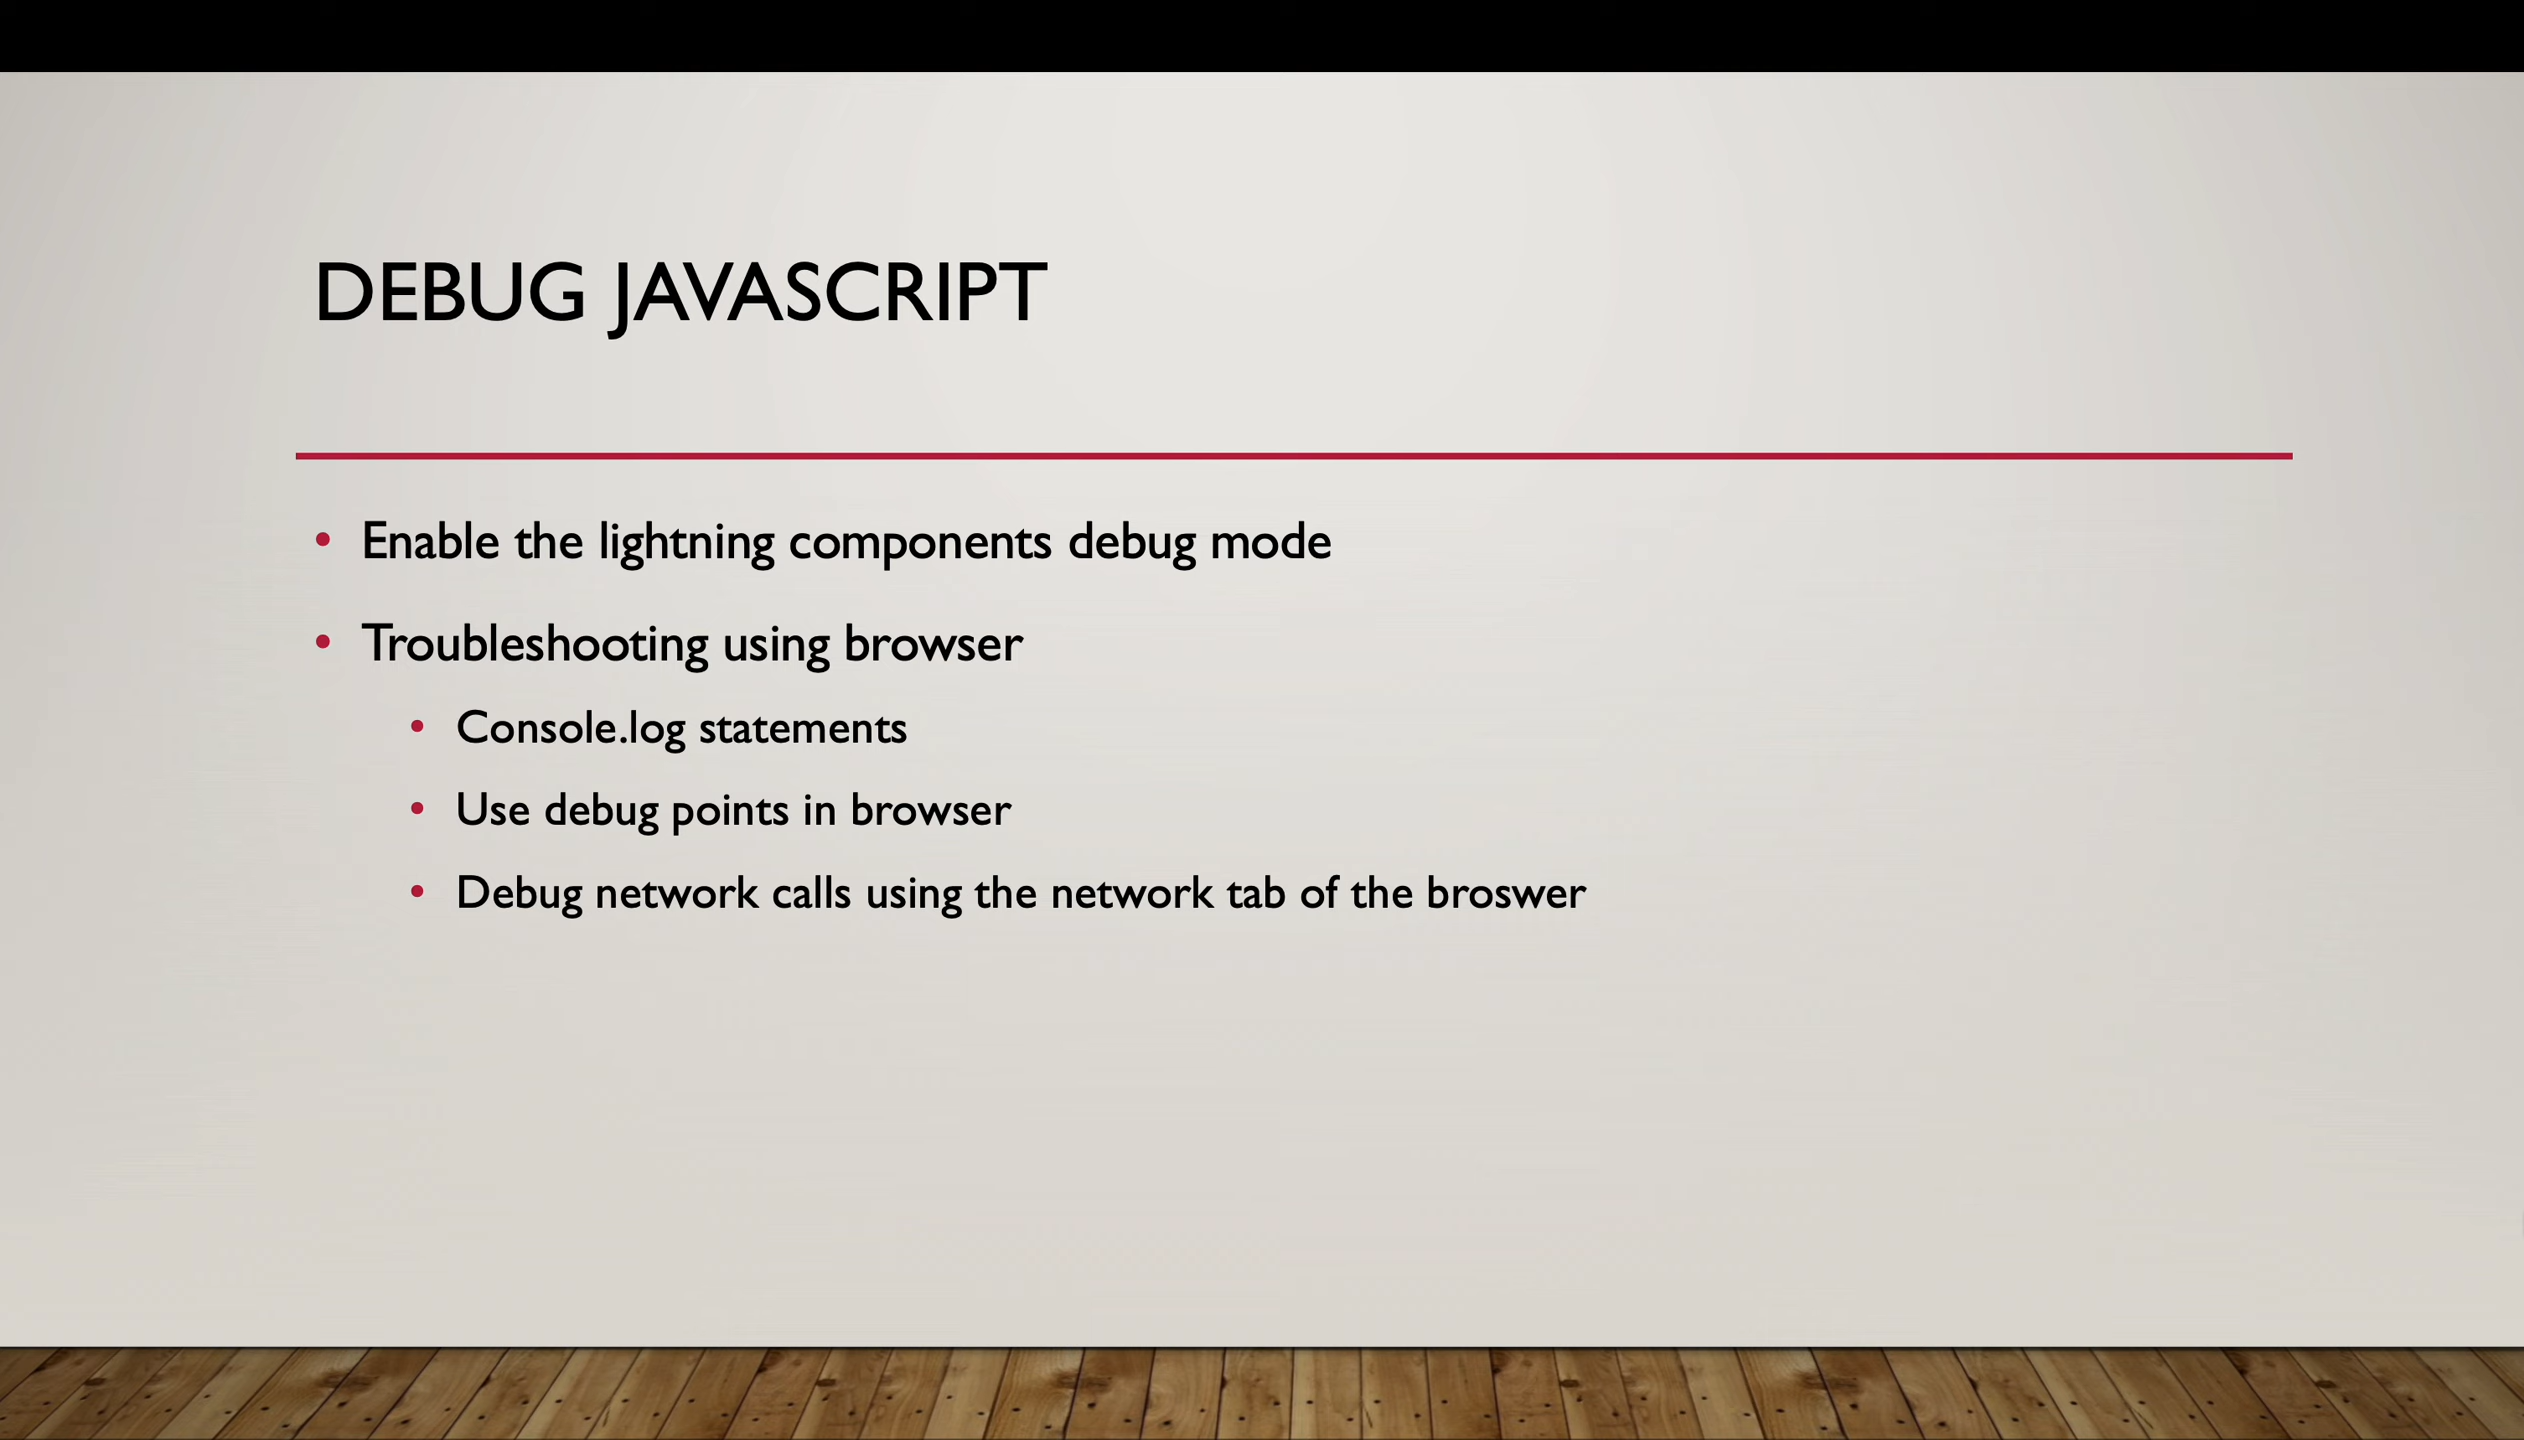 DEBUG JAVASCRIPT
• Enable the lightning components debug mode
• Troubleshooting using browser
• Console.log statements
• Use debug points in browser
• Debug network calls using the network tab of the broswer